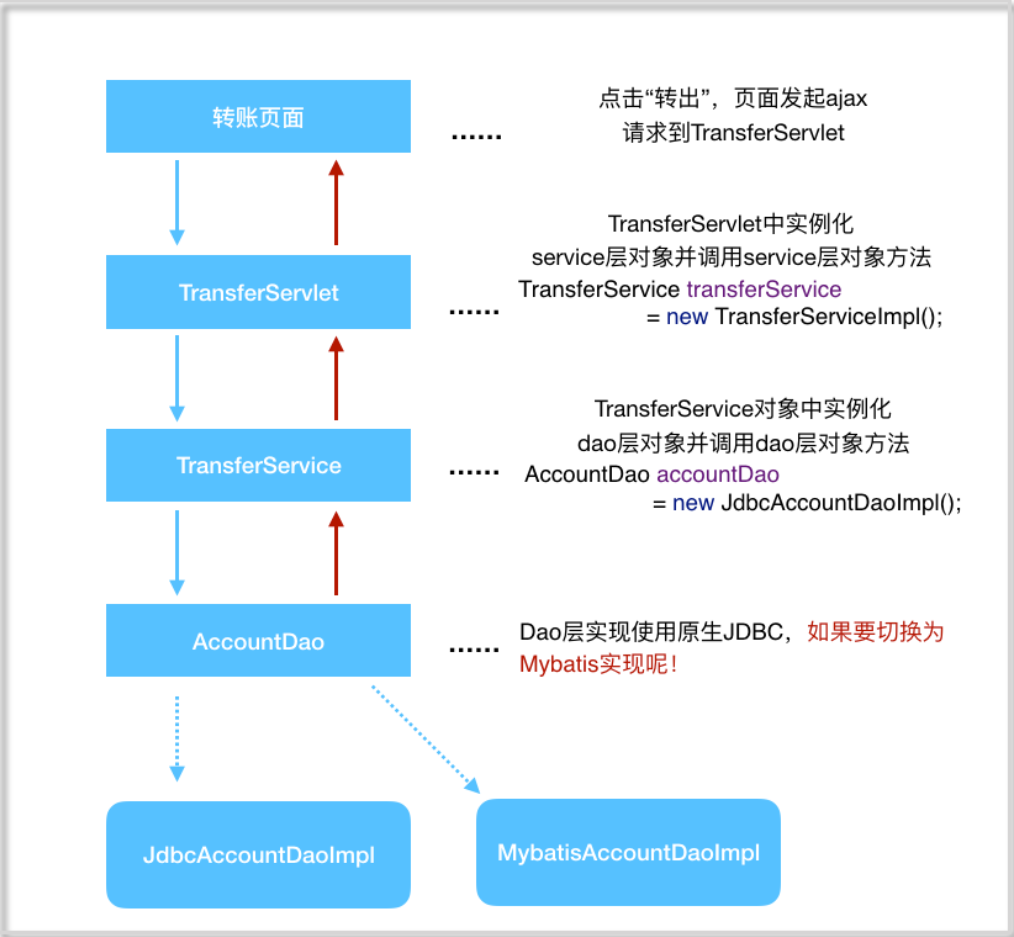 转账页面
......
点击“转出”，页面发起ajax
请求到TransferServlet
TransferServlet
......
TransferServlet中实例化
service层对象并调用service层对象方法
TransferService transferService
= new TransferServiceImpl();
TransferService
......
TransferService对象中实例化
dao层对象并调用dao层对象方法
AccountDao accountDao
= new JdbcAccountDaoImpl();
AccountDao
......
Dao层实现使用原生JDBC，如果要切换为
Mybatis实现呢！
JdbcAccountDaoImpl
MybatisAccountDaoImpl